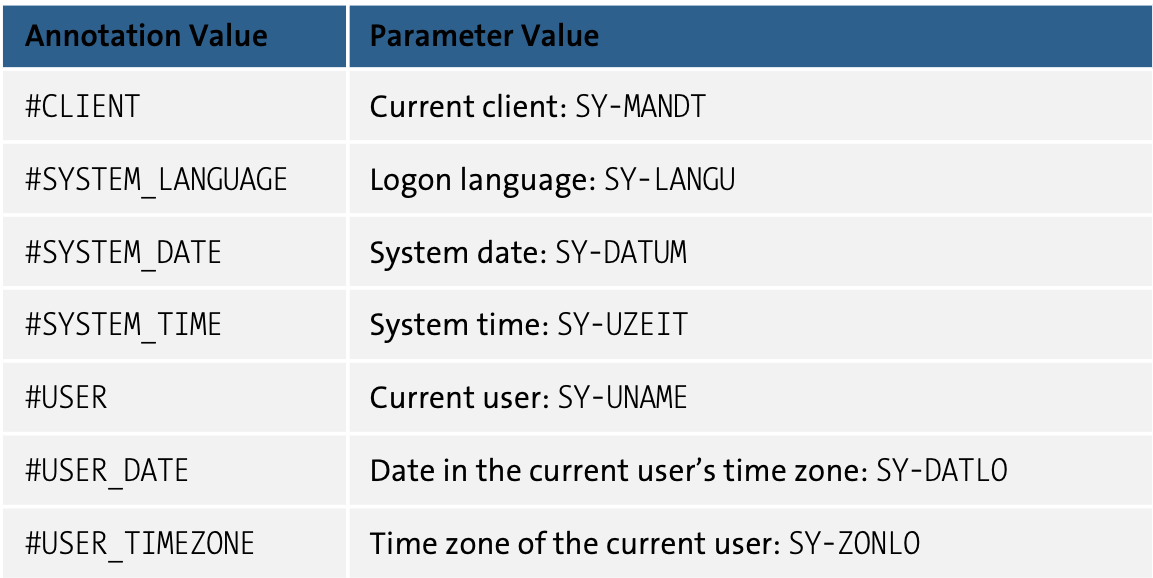 Annotation Value Parameter Value
#CLIENT Current client: SY-MANDT
#SYSTEM_LANGUAGE Logon language: SY-LANGU
#SYSTEM_DATE System date: SY-DATUM
#SYSTEM_TIME System time: SY-UZEIT
#USER Current user: SY-UNAME
#USER_DATE Date in the current user’s time zone: SY-DATLO
#USER_TIMEZONE Time zone of the current user: SY-ZONLO